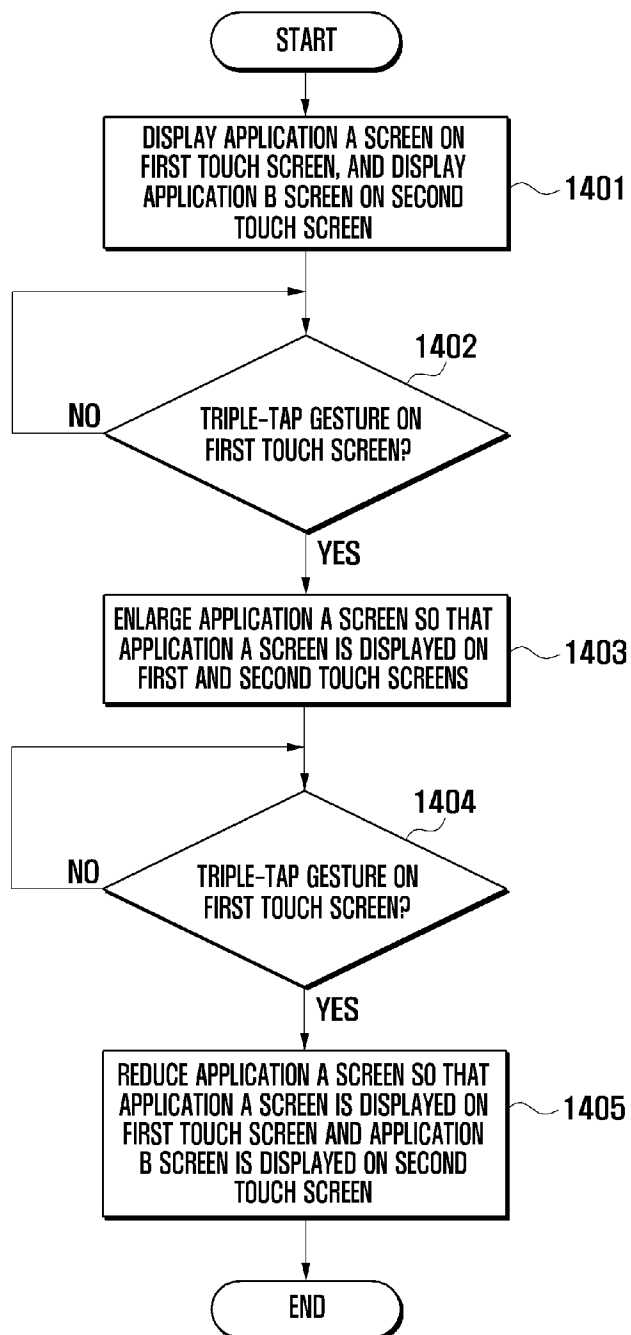 START
DISPLAY APPLICATION A SCREEN ON
FIRST TOUCH SCREEN, AND DISPLAY
APPLICATION B SCREEN ON SECOND
TOUCH SCREEN
1401
1402
TRIPLE-TAP GESTURE ON
FIRST TOUCH SCREEN?
NO
YES
ENLARGE APPLICATION A SCREEN SO THAT
APPLICATION A SCREEN IS DISPLAYED ON
FIRST AND SECOND TOUCH SCREENS
1403
1404
TRIPLE-TAP GESTURE ON
FIRST TOUCH SCREEN?
NO
YES
REDUCE APPLICATION A SCREEN SO THAT
APPLICATION A SCREEN IS DISPLAYED ON
FIRST TOUCH SCREEN AND APPLICATION
B SCREEN IS DISPLAYED ON SECOND
TOUCH SCREEN
1405
END